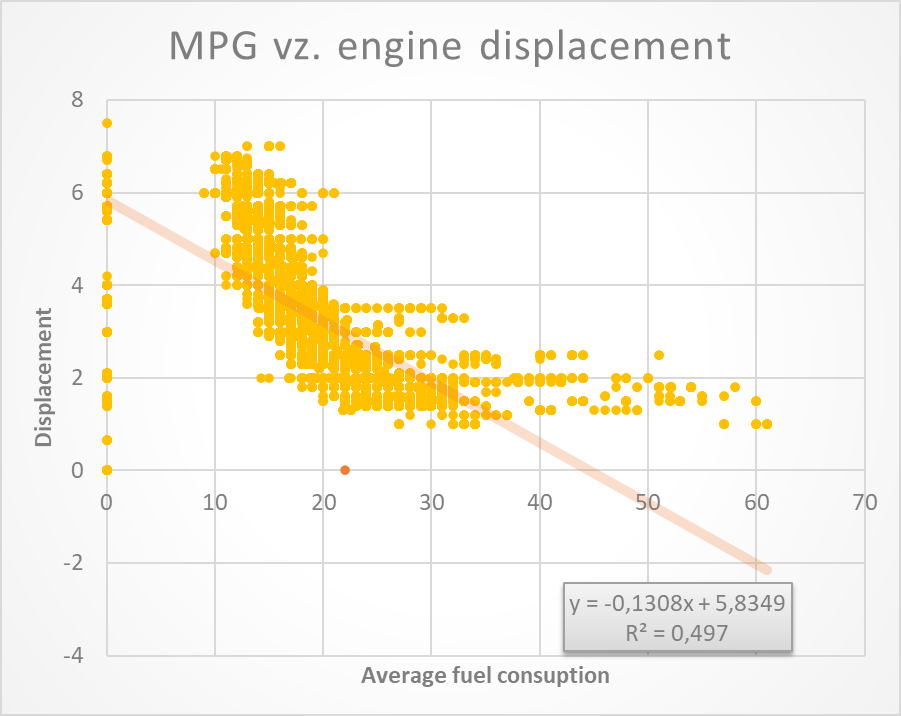 MPG vz. engine displacement
8
6
4
2
0
-2
-4
0 10 20 30 40 50 60 70
Displacement
y = -0,1308x + 5,8349
R² = 0,497
Average fuel consuption